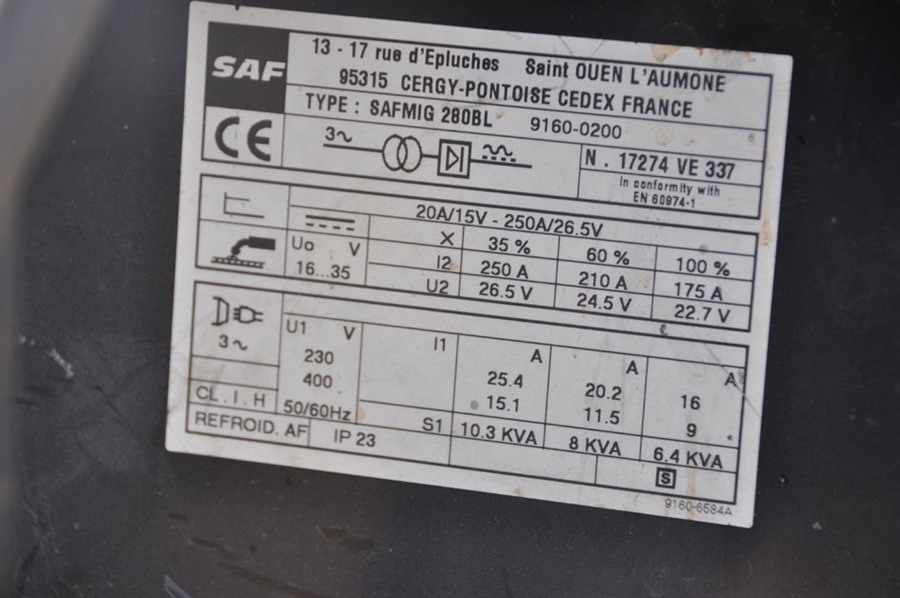 SAF
13 - 17 rue d'Epluches Saint OUEN L'AUMONE
95315 CERGY-PONTOISE CEDEX FRANCE
TYPE : SAFMIG 280BL 9160-0200
CE
3~
N . 17274 VE 337
In conformity with
EN 60974-1
20A/15V - 250A/26.5V
Uo V
16...35
X 35 % 60 % 100 %
I2 250 A 210 A 175 A
U2 26.5 V 24.5 V 22.7 V
3~
U1 V
230
400
50/60Hz
I1 A A A
25.4 20.2 16
15.1 11.5 9
CL . I . H
S1 10.3 KVA 8 KVA 6.4 KVA
REFROID. AF IP 23
S
9160-6584A